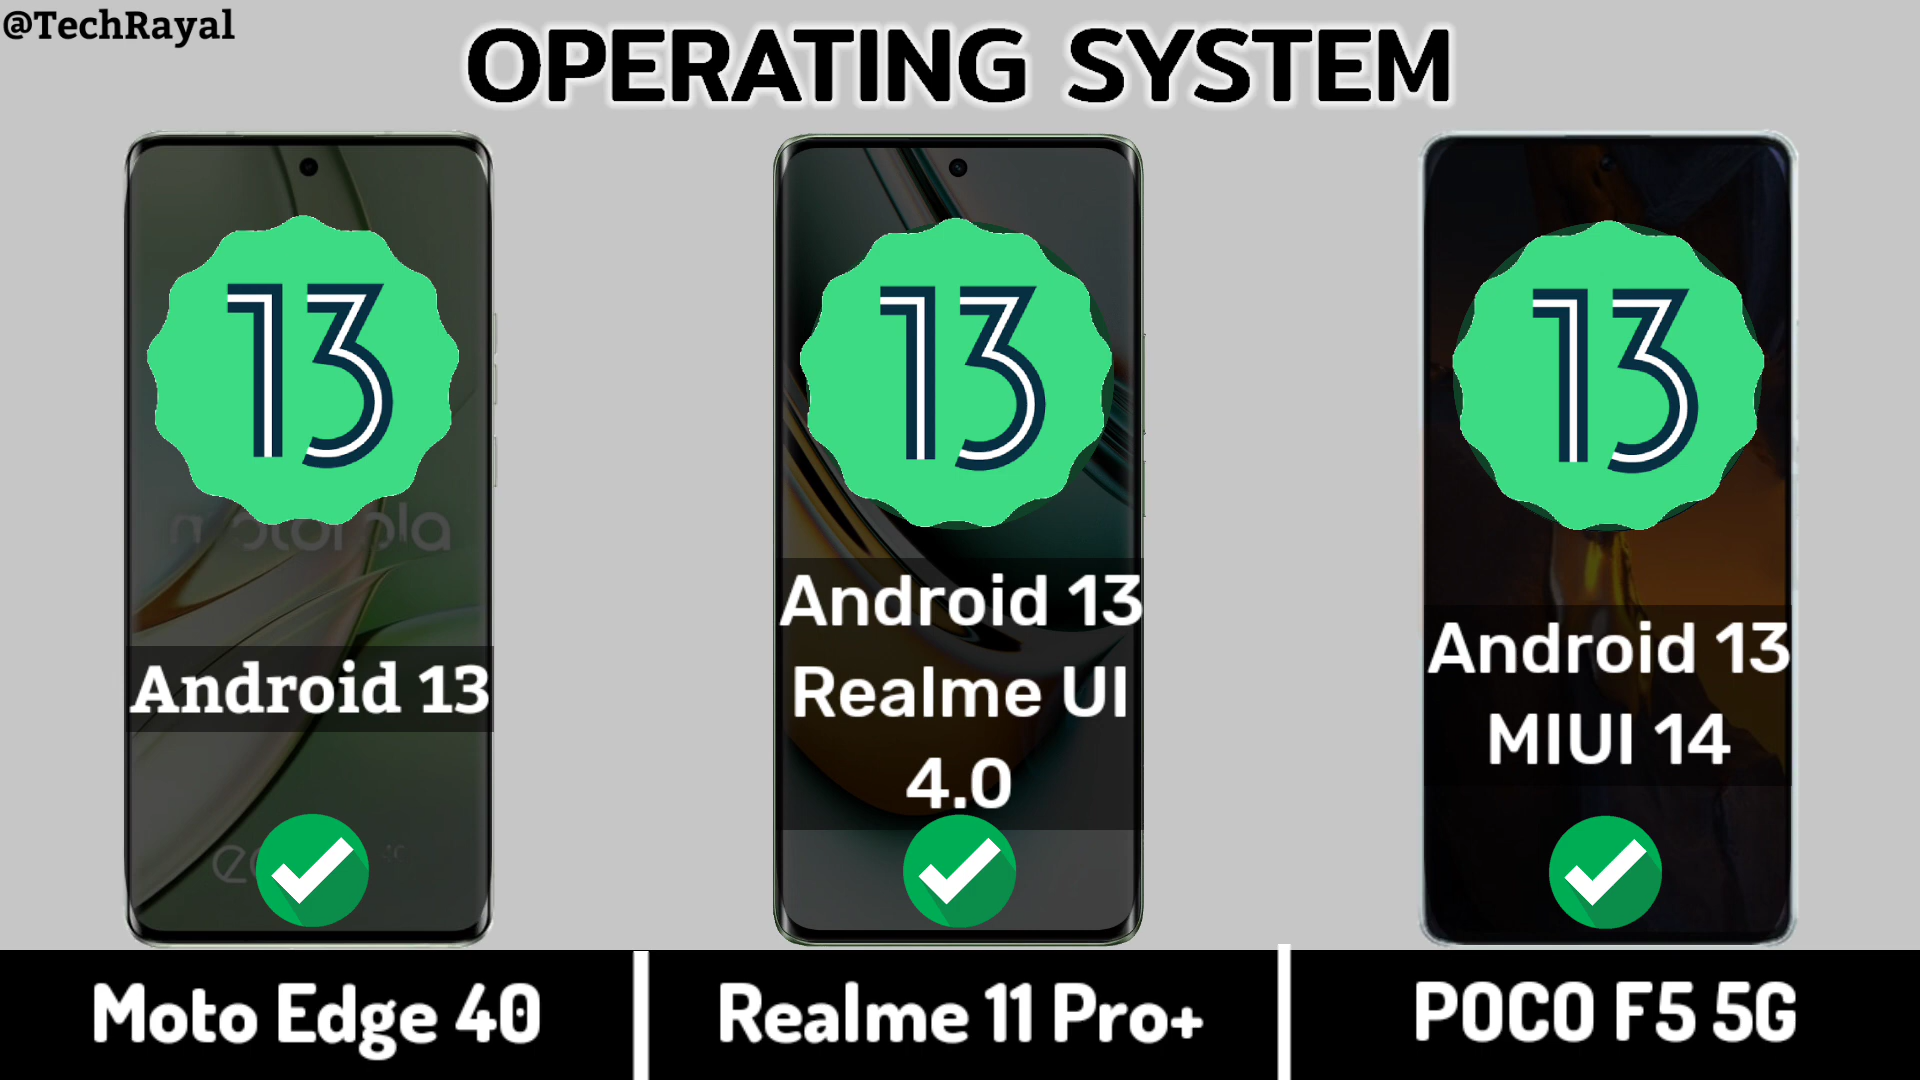 @TechRayal
OPERATING SYSTEM
13
motorola
Android 13
13
Android 13
Realme UI
4.0
13
Android 13
MIUI 14
Moto Edge 40
Realme 11 Pro+
POCO F5 5G